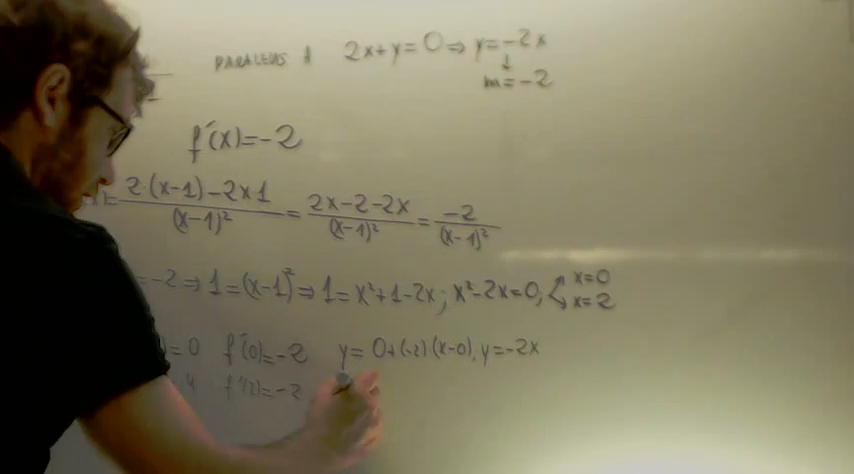 PARALELAS A 2x+y=0⇒y=-2x
↓
m=-2
f'(x)=-2
)=2·(x-1)-2x1/(x-1)²=2x-2-2x/(x-1)²=-2/(x-1)²
=-2⇒1=(x-1)²⇒1=x²+1-2x; x²-2x=0, x=0
x=2
)=0 f'(0)=-2 y=0+(-2)(x-0), y=-2x
4 f'(2)=-2